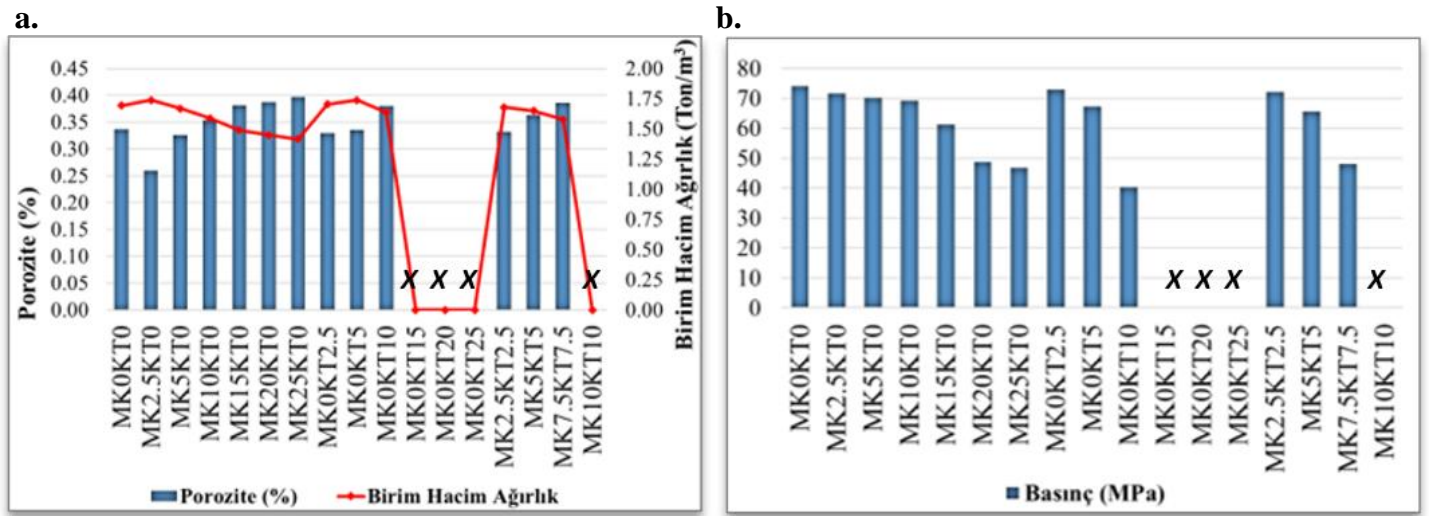 a.
Porozite (%)
0.45
0.40
0.35
0.30
0.25
0.20
0.15
0.10
0.05
0.00
2.00
1.75
1.50
1.25
1.00
0.75
0.50
0.25
0.00
Birim Hacim Ağırlık (Ton/m³)
X X X X
MK0KT0
MK2.5KT0
MK5KT0
MK10KT0
MK15KT0
MK20KT0
MK25KT0
MK0KT2.5
MK0KT5
MK0KT10
MK0KT15
MK0KT20
MK0KT25
MK2.5KT2.5
MK5KT5
MK7.5KT7.5
MK10KT10
Porozite (%) Birim Hacim Ağırlık
b.
80
70
60
50
40
30
20
10
0
X X X X
MK0KT0
MK2.5KT0
MK5KT0
MK10KT0
MK15KT0
MK20KT0
MK25KT0
MK0KT2.5
MK0KT5
MK0KT10
MK0KT15
MK0KT20
MK0KT25
MK2.5KT2.5
MK5KT5
MK7.5KT7.5
MK10KT10
Basınç (MPa)